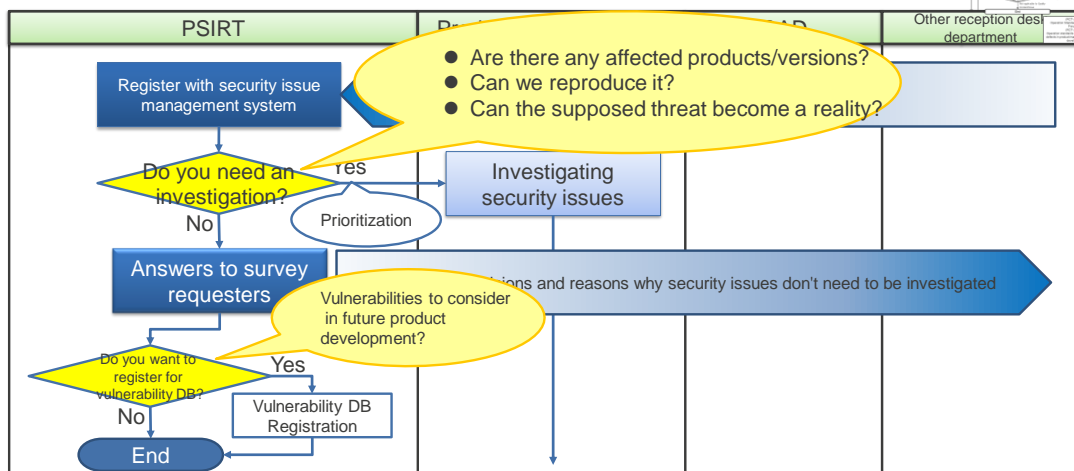 PSIRT
Other reception desk
department
Register with security issue
management system
● Are there any affected products/versions?
● Can we reproduce it?
● Can the supposed threat become a reality?
Do you need an
investigation?
Yes
Prioritization
Investigating
security issues
No
Answers to survey
requesters
and reasons why security issues don't need to be investigated
Vulnerabilities to consider
in future product
development?
Do you want to
register for
vulnerability DB?
Yes
No
Vulnerability DB
Registration
End